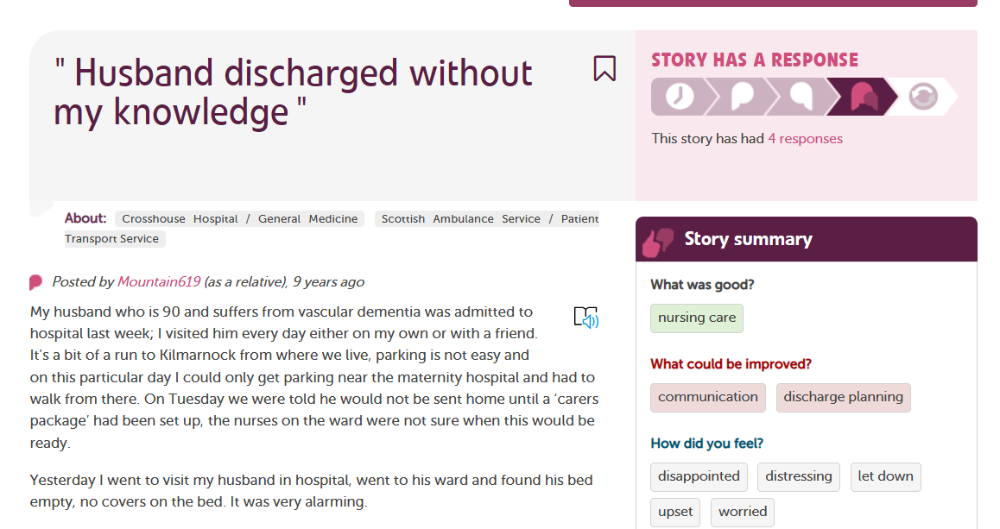 " Husband discharged without
my knowledge "
STORY HAS A RESPONSE
This story has had 4 responses
About: Crosshouse Hospital / General Medicine Scottish Ambulance Service / Patient
Transport Service
Posted by Mountain619 (as a relative), 9 years ago
My husband who is 90 and suffers from vascular dementia was admitted to
hospital last week; I visited him every day either on my own or with a friend.
It’s a bit of a run to Kilmarnock from where we live, parking is not easy and
on this particular day I could only get parking near the maternity hospital and had to
walk from there. On Tuesday we were told he would not be sent home until a ‘carers
package’ had been set up, the nurses on the ward were not sure when this would be
ready.
Yesterday I went to visit my husband in hospital, went to his ward and found his bed
empty, no covers on the bed. It was very alarming.
Story summary
What was good?
nursing care
What could be improved?
communication discharge planning
How did you feel?
disappointed distressing let down
upset worried